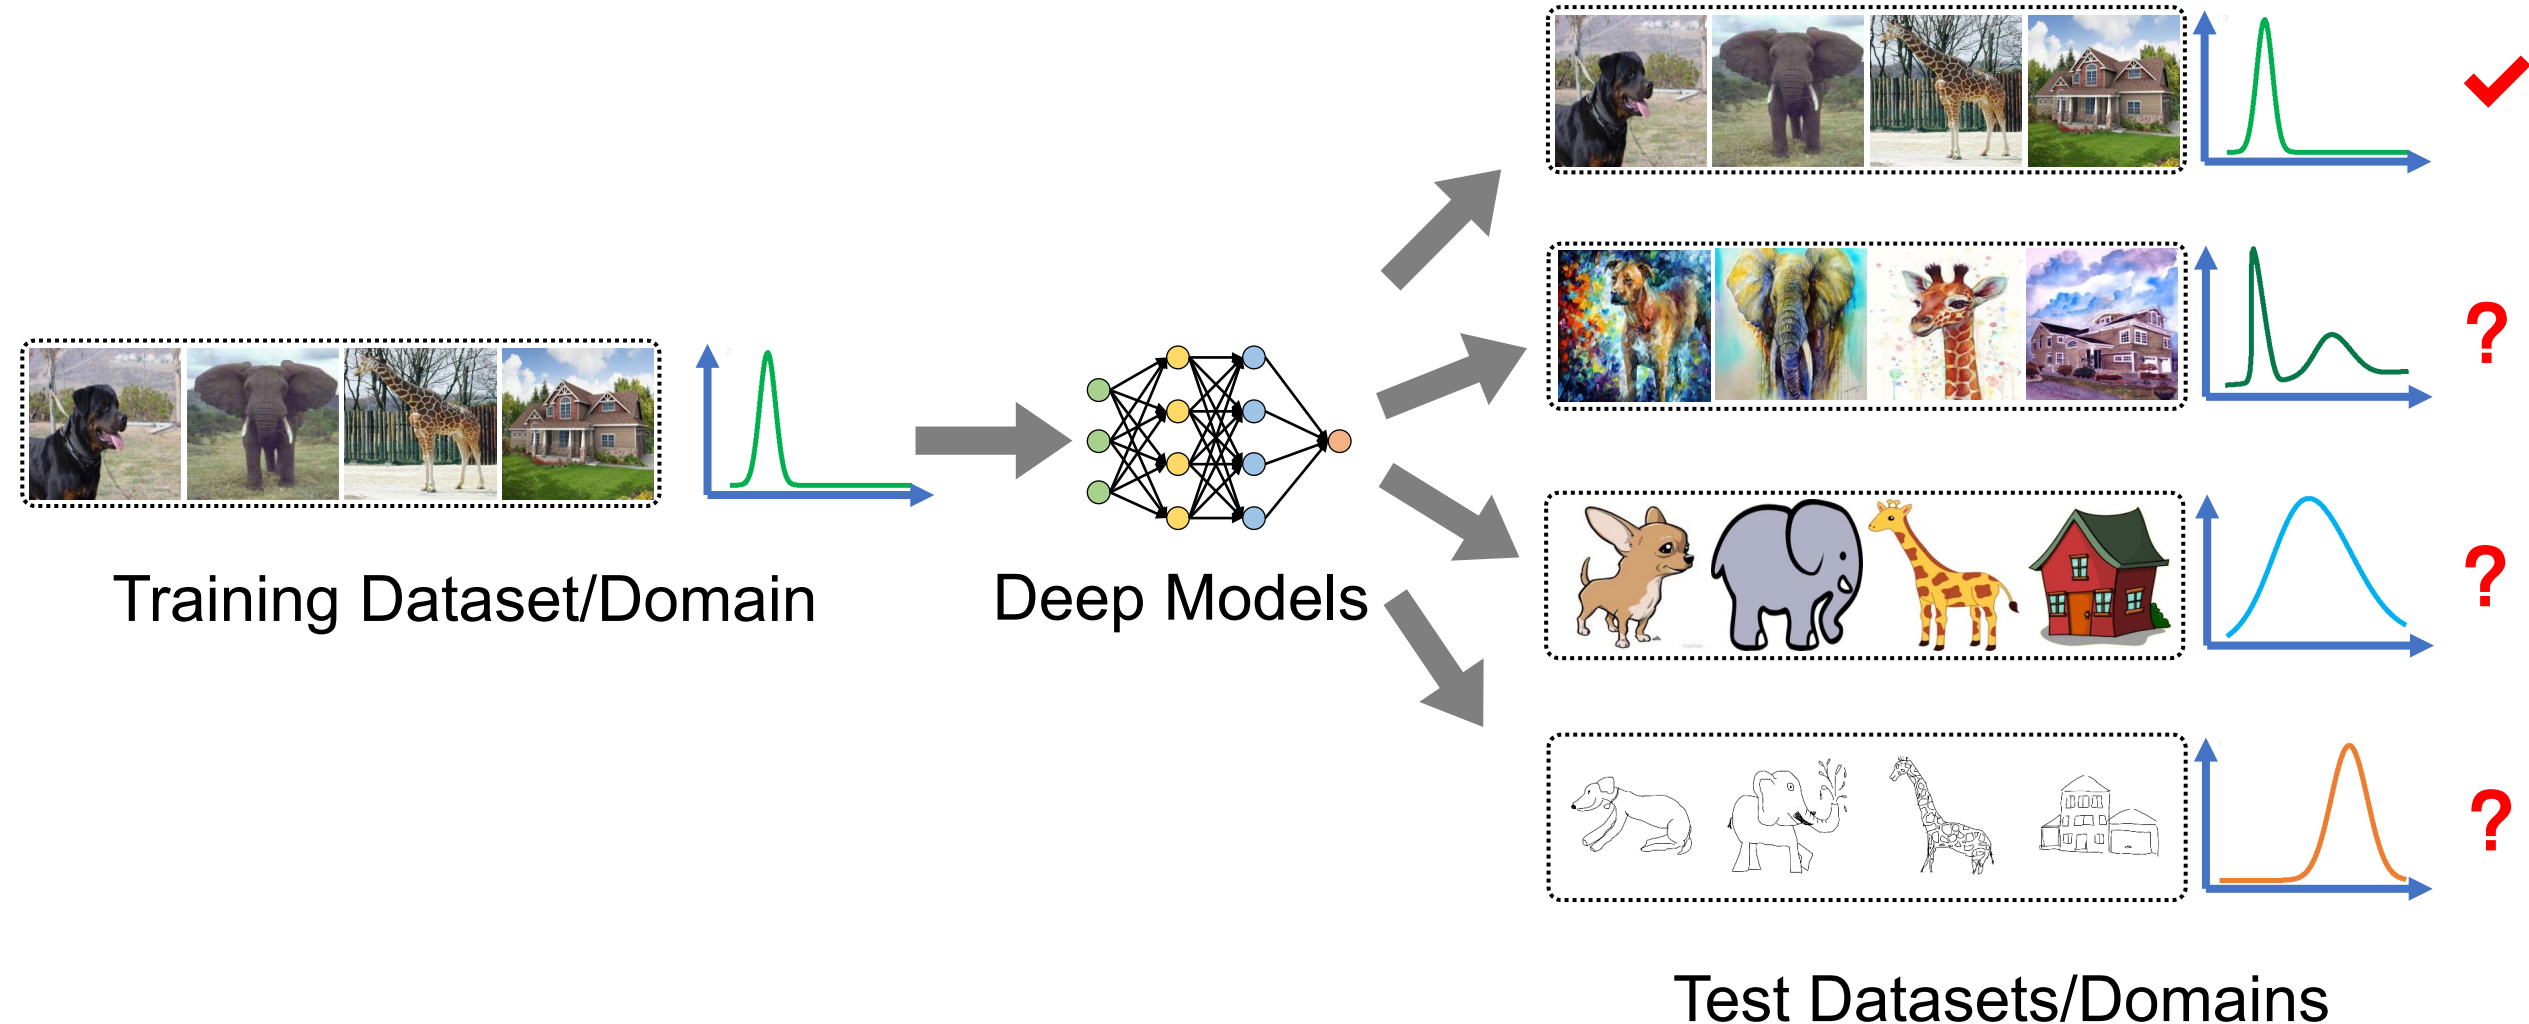 ?
?
Training Dataset/Domain
Deep Models
?
Test Datasets/Domains